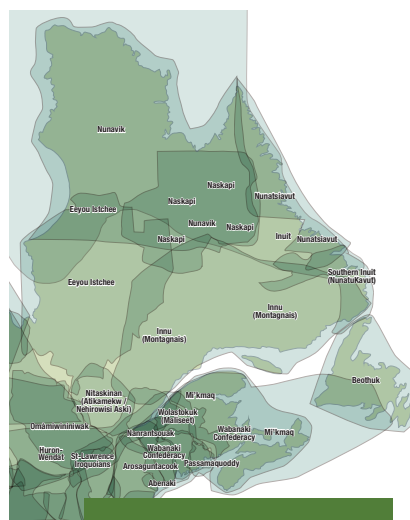 Nunavik
Naskapi
Nunatsiavut
Naskapi
Eeyou Istchee
Nunavik
Naskapi
Naskapi
Inuit
Nunatsiavut
Southern Inuit
(NunatuKavut)
Eeyou Istchee
Innu
(Montagnais)
Innu
(Montagnais)
Beothuk
Nitaskinan
(Atikamekw /
Nehirowisi Aski)
Mi'kmaq
Wolastokuk
(Maliseet)
Omamiwininiwak
Nanrantsouak
Wabanaki
Confederacy
Mi'kmaq
Huron-
Wendat
St-Lawrence
Iroquoians
Wabanaki
Confederacy
Arosaguntacook
Passamaquoddy
Abenaki